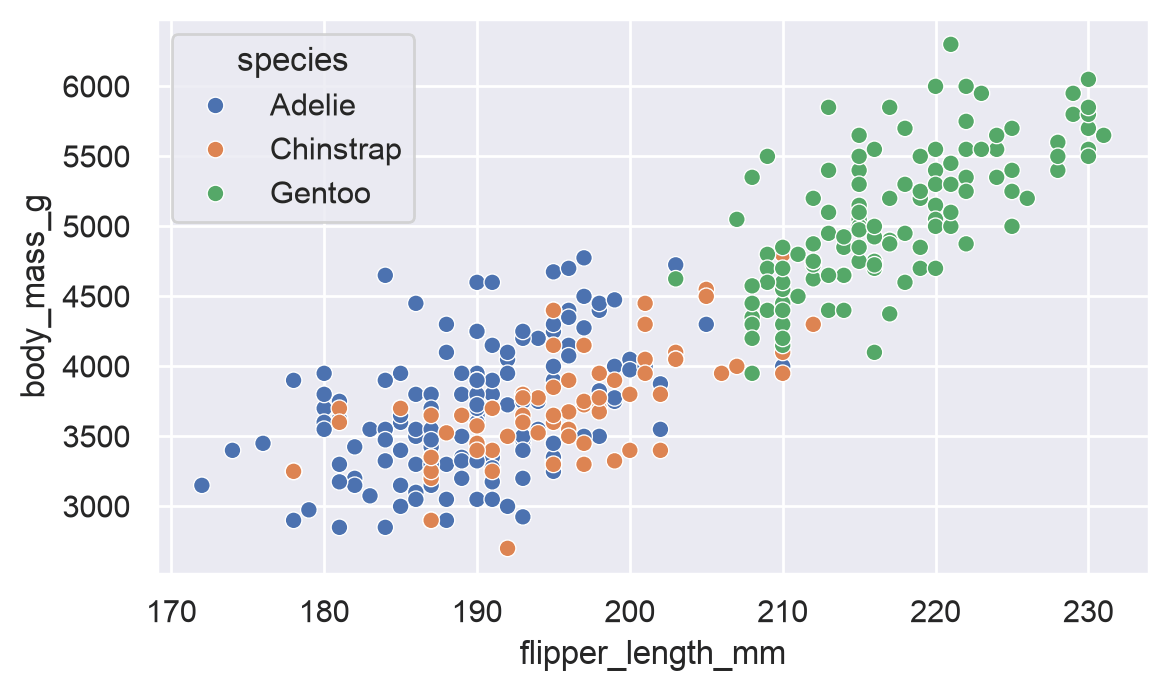 species
Adelie
Chinstrap
Gentoo
body_mass_g
6000
5500
5000
4500
4000
3500
3000
170 180 190 200 210 220 230
flipper_length_mm